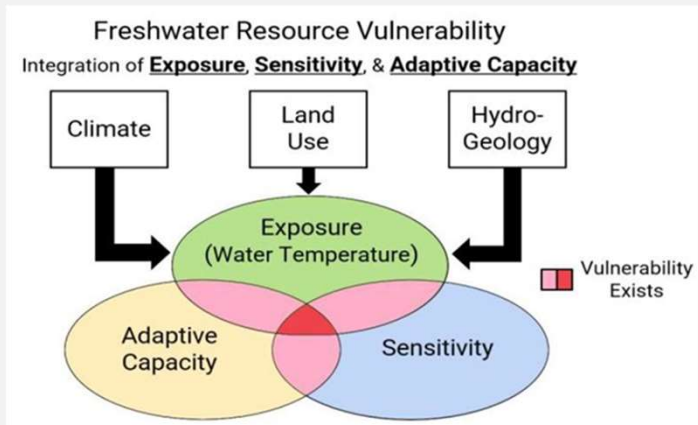 Freshwater Resource Vulnerability
Integration of Exposure, Sensitivity, & Adaptive Capacity
Climate
Land
Use
Hydro-
Geology
Exposure
(Water Temperature)
Vulnerability
Exists
Adaptive
Capacity
Sensitivity